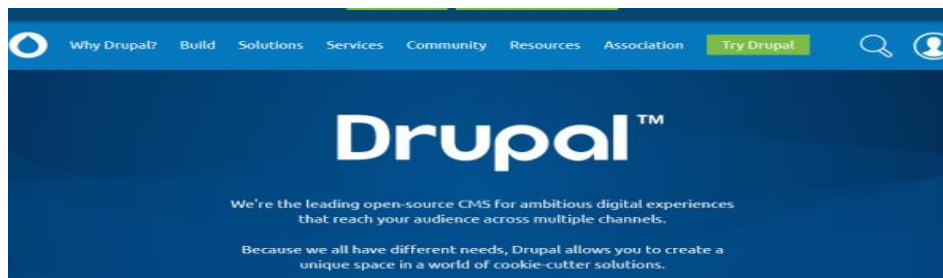 Why Drupal? Build Solutions Services Community Resources Association Try Drupal
Drupal™
We're the leading open-source CMS for ambitious digital experiences
that reach your audience across multiple channels.
Because we all have different needs, Drupal allows you to create a
unique space in a world of cookie-cutter solutions.